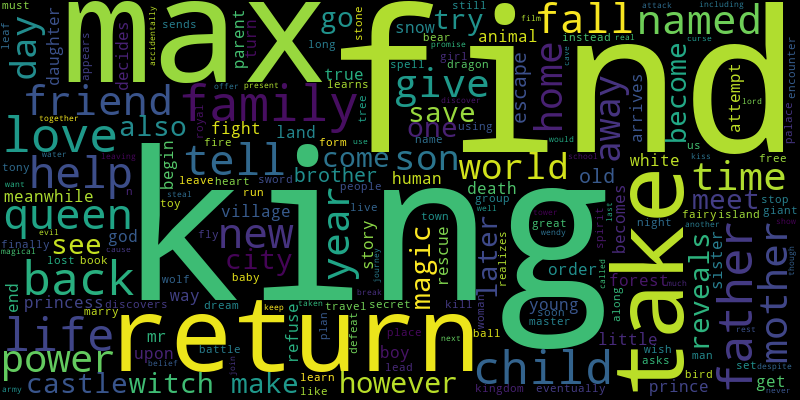 max
find
king
return
take
family
fall
named
day
go
try
snow
animal
friend
give
save
home
away
become
love
also
tell
come
son
one
world
time
help
fight
land
brother
human
death
old
white
meet
meanwhile
queen
see
new
city
year
magic
later
father
mother
back
god
village
story
rescue
order
reveals
sister
life
princess
power
castle
witch
make
however
child
young
little
forest
prince
get
daughter
decides
parent
turn
true
learns
escape
arrives
attempt
encounter
accidentally
sends
appears
long
stone
still
bear
promise
film
instead
real
cave
attack
including
curse
spell
girl
dragon
discover
lord
palace
must
leaf
together
fire
form
use
tree
royal
offer
present
using
name
would
school
us
kiss
free
tony
water
leaving
want
begin
leave
heart
sword
run
people
live
group
well
town
great
wendy
realizes
becomes
spirit
last
night
another
fairy
island
stop
giant
show
though
steal
toy
fly
finally
evil
magical
lost
book
cause
wolf
baby
dream
way
discovers
marry
end
mr
upon
battle
belief
join
army
refuse
keep
taken
travel
secret
plan
defeat
kill
woman
ball
place
boy
lead
next
learn
like
kingdom
eventually
soon
master
called
along
much
wish
asks
man
bird
rest
set
despite
never
journey
break
tower